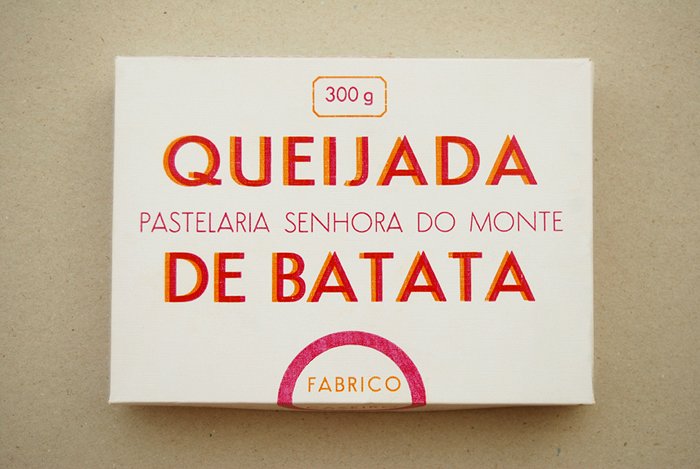 300 g
QUEIJADA
PASTELARIA SENHORA DO MONTE
DE BATATA
FABRICO